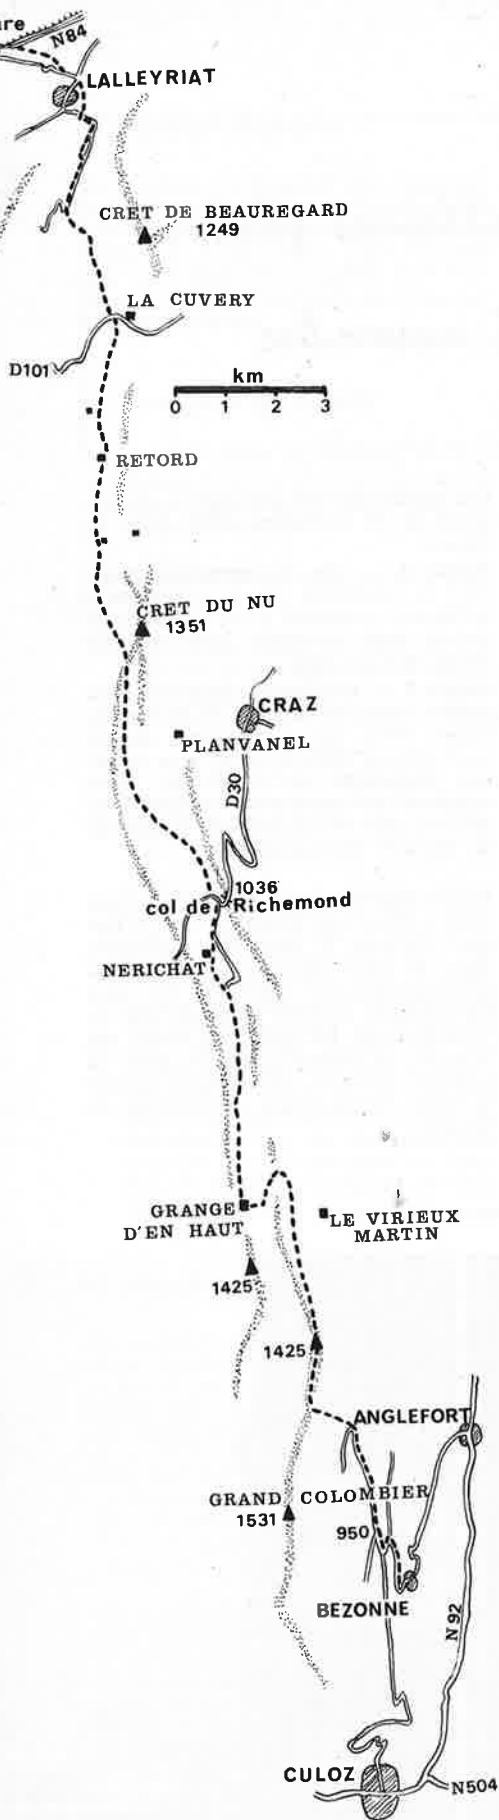 re
N84
LALLEYRIAT
CRET DE BEAUREGARD
1249
LA CUVERY
D101
km
0 1 2 3
RETORD
CRET DU NU
1351
CRAZ
PLANVANEL
D30
1036
col de Richemond
NERICHAT
GRANGE
D'EN HAUT
LE VIRIEUX
MARTIN
1425
1425
ANGLEFORT
GRAND COLOMBIER
1531
950
BEZONNE
N92
CULOZ
N504